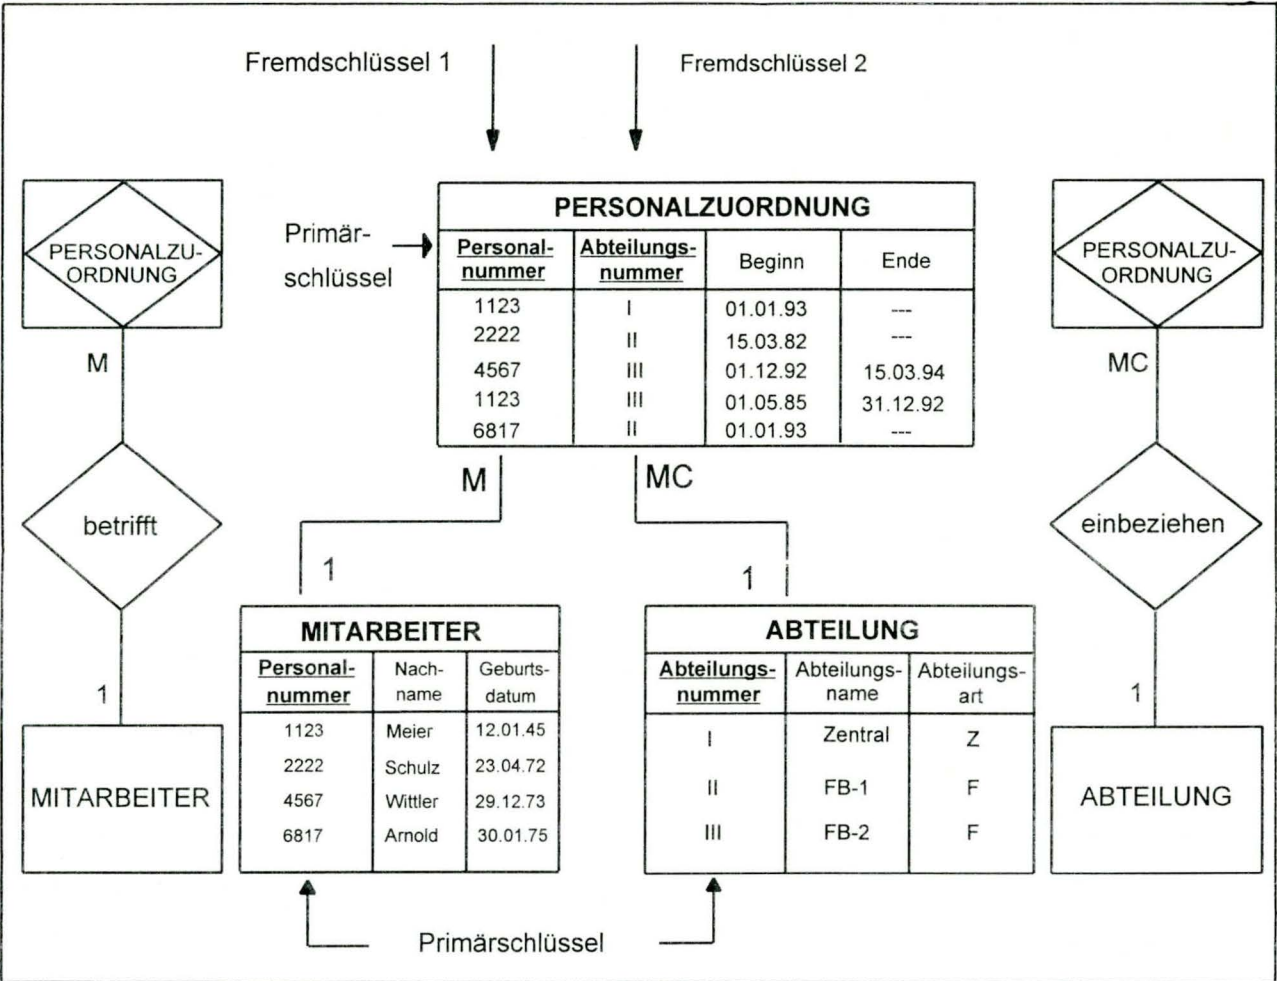 Fremdschlüssel 1
Fremdschlüssel 2
PERSONALZU-
ORDNUNG
M
betrifft
1
MITARBEITER
Primär-
schlüssel
PERSONALZUORDNUNG
Personal-
nummer
Abteilungs-
nummer
Beginn
Ende
1123 I 01.01.93 ---
2222 II 15.03.82 ---
4567 III 01.12.92 15.03.94
1123 III 01.05.85 31.12.92
6817 II 01.01.93 ---
M
MC
1
1
MITARBEITER
Personal-
nummer
Nach-
name
Geburts-
datum
1123 Meier 12.01.45
2222 Schulz 23.04.72
4567 Wittler 29.12.73
6817 Arnold 30.01.75
ABTEILUNG
Abteilungs-
nummer
Abteilungs-
name
Abteilungs-
art
I Zentral Z
II FB-1 F
III FB-2 F
Primärschlüssel
PERSONALZU-
ORDNUNG
MC
einbeziehen
1
ABTEILUNG